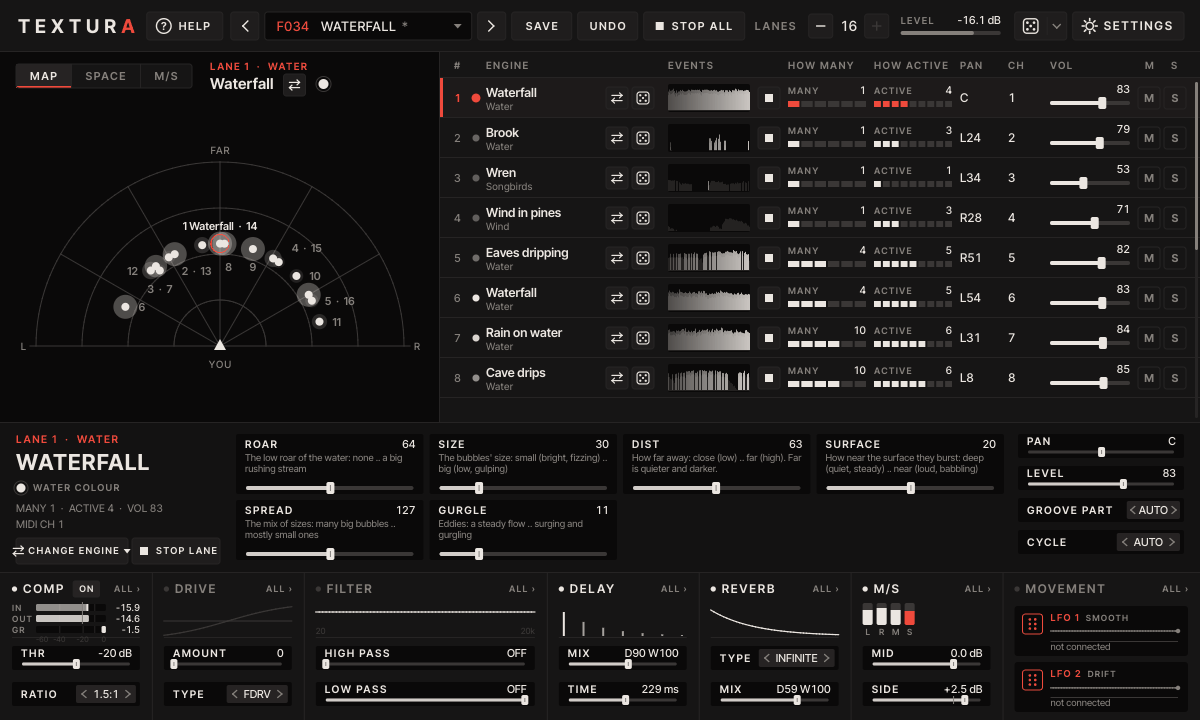 TEXTURA
HELP
F034 WATERFALL *
SAVE
UNDO
STOP ALL
LANES
16
LEVEL -16.1 dB
SETTINGS
MAP SPACE M/S
LANE 1 · WATER
Waterfall
FAR
1 Waterfall · 14
4 · 15
12
2 · 13
8
9
10
3 · 7
6
5 · 16
11
L
R
YOU
# ENGINE EVENTS HOW MANY HOW ACTIVE PAN CH VOL M S
1 Waterfall MANY 1 ACTIVE 4 C 1 83 M S
Water
2 Brook MANY 1 ACTIVE 3 L24 2 79 M S
Water
3 Wren MANY 1 ACTIVE 1 L34 3 53 M S
Songbirds
4 Wind in pines MANY 1 ACTIVE 3 R28 4 71 M S
Wind
5 Eaves dripping MANY 4 ACTIVE 5 R51 5 82 M S
Water
6 Waterfall MANY 4 ACTIVE 5 L54 6 83 M S
Water
7 Rain on water MANY 10 ACTIVE 6 L31 7 84 M S
Water
8 Cave drips MANY 10 ACTIVE 6 L8 8 85 M S
Water
LANE 1 · WATER
WATERFALL
WATER COLOUR
MANY 1 · ACTIVE 4 · VOL 83
MIDI CH 1
CHANGE ENGINE
STOP LANE
ROAR 64
The low roar of the water: none .. a big
rushing stream
SIZE 30
The bubbles' size: small (bright, fizzing) ..
big (low, gulping)
DIST 63
How far away: close (low) .. far (high). Far
is quieter and darker.
SURFACE 20
How near the surface they burst: deep
(quiet, steady) .. near (loud, babbling)
SPREAD 127
The mix of sizes: many big bubbles ..
mostly small ones
GURGLE 11
Eddies: a steady flow .. surging and
gurgling
PAN C
LEVEL 83
GROOVE PART AUTO
CYCLE AUTO
COMP ON ALL ›
IN -15.9
OUT -14.6
GR -1.5
-60 -40 -20 0
THR -20 dB
RATIO 1.5:1
DRIVE ALL ›
AMOUNT 0
TYPE FDRV
FILTER ALL ›
20 20k
HIGH PASS OFF
LOW PASS OFF
DELAY ALL ›
MIX D90 W100
TIME 229 ms
REVERB ALL ›
TYPE INFINITE
MIX D59 W100
M/S ALL ›
L R M S
MID 0.0 dB
SIDE +2.5 dB
MOVEMENT ALL ›
LFO 1 SMOOTH
not connected
LFO 2 DRIFT
not connected